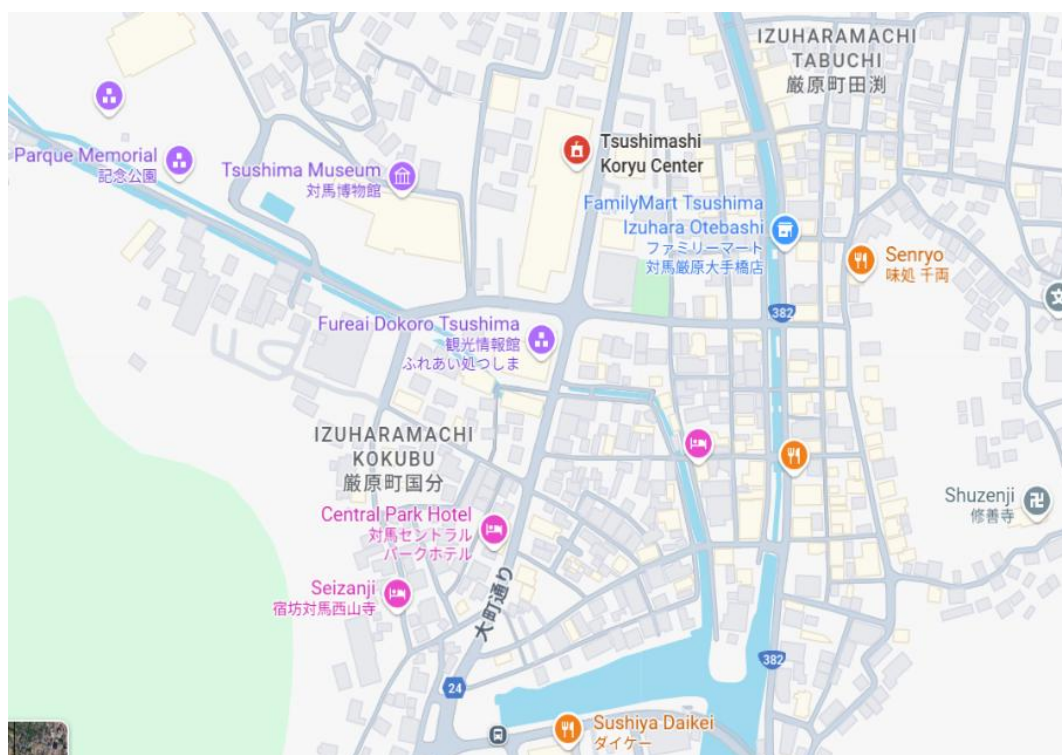 IZUHARAMACHI
TABUCHI
厳原町田渕
Tsushimashi
Koryu Center
Parque Memorial
記念公園
Tsushima Museum
対馬博物館
FamilyMart Tsushima
Izuhara Otebashi
ファミリーマート
対馬厳原大手橋店
Senryo
味処 千両
382
Fureai Dokoro Tsushima
観光情報館
ふれあい処つしま
IZUHARAMACHI
KOKUBU
厳原町国分
Shuzenji
修善寺
Central Park Hotel
対馬セントラル
パークホテル
Seizanji
宿坊対馬西山寺
大町通り
382
24
Sushiya Daikei
ダイケー